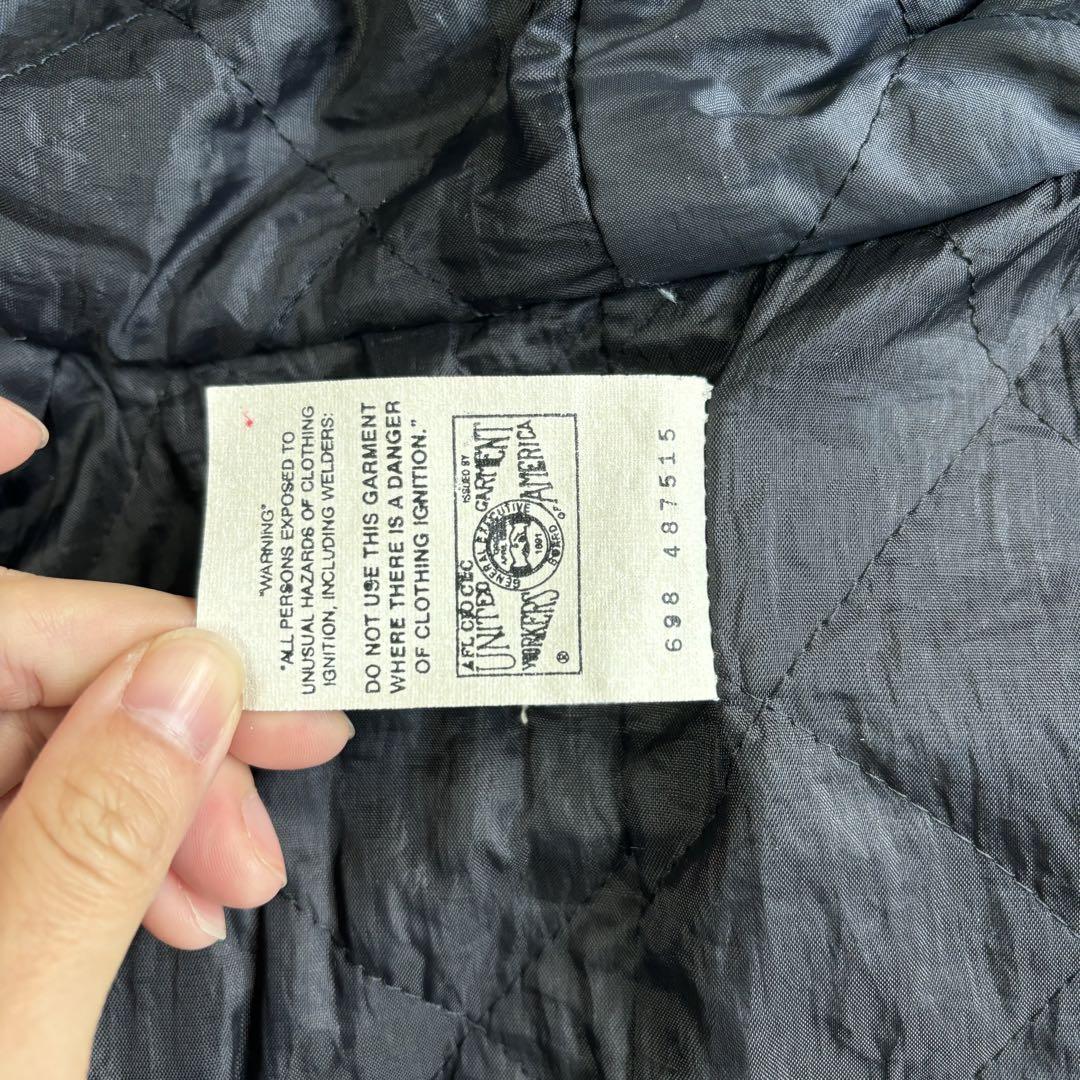 "WARNING"
"ALL PERSONS EXPOSED TO
UNUSUAL HAZARDS OF CLOTHING
IGNITION, INCLUDING WELDERS:
DO NOT USE THIS GARMENT
WHERE THERE IS A DANGER
OF CLOTHING IGNITION."
AFL CIO CLC
ISSUED BY
UNITED GARMENT
GENERAL EXECUTIVE BOARD OF
1891
WORKERS AMERICA
®
698 487515